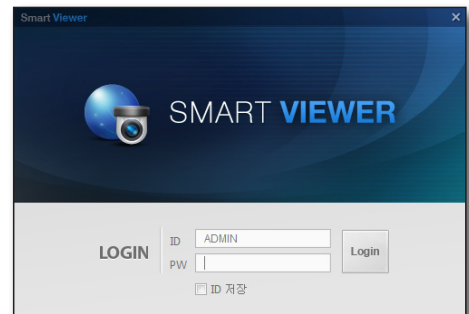 Smart Viewer
SMART VIEWER
LOGIN
ID ADMIN
PW
Login
ID 저장